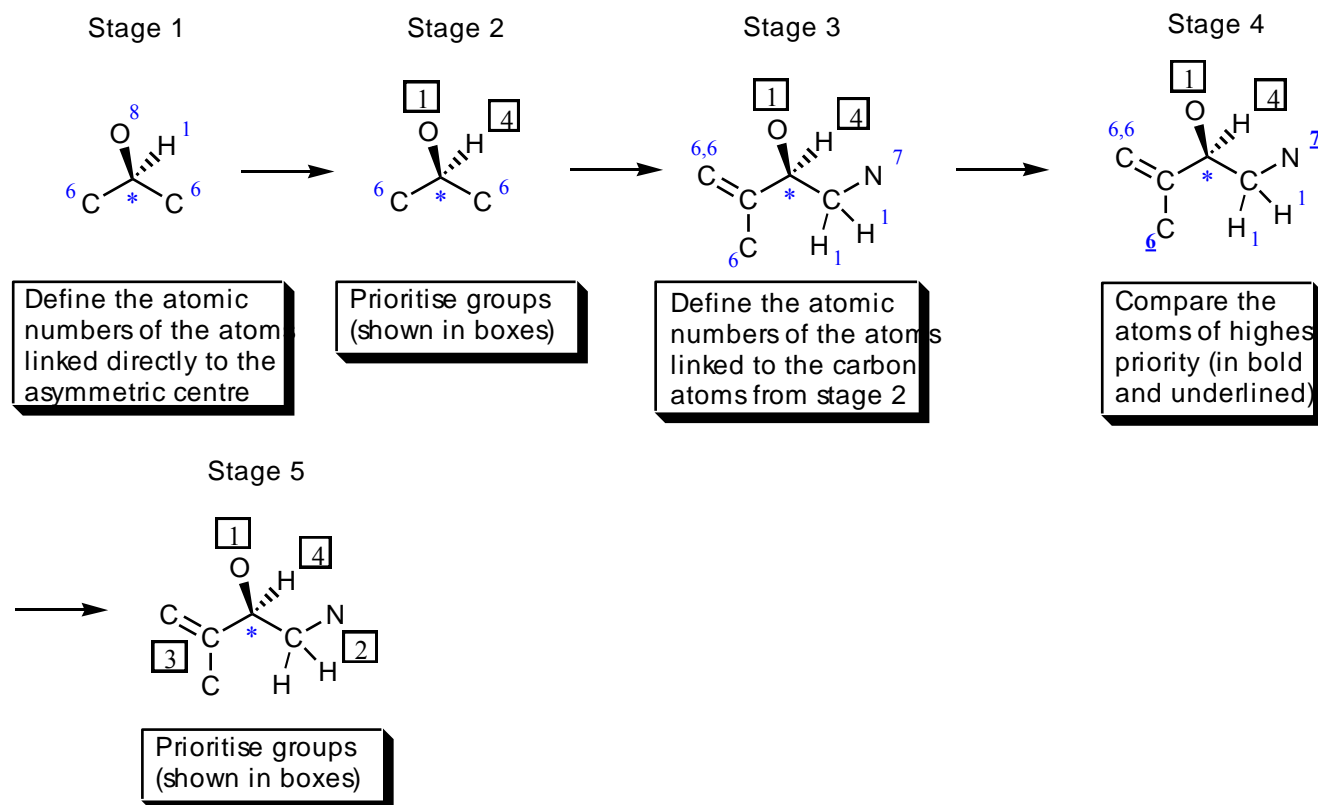 Stage 1
Stage 2
Stage 3
Stage 4
O 8
H 1
6 C
*
C 6
1
O
H 4
6 C
*
C 6
1
O
H 4
6,6
C
C
*
N 7
C
C 6
H 1
H 1
1
O
H 4
6,6
C
C
*
N 7
C
C 6
H 1
H 1
Define the atomic
numbers of the atoms
linked directly to the
asymmetric centre
Prioritise groups
(shown in boxes)
Define the atomic
numbers of the atoms
linked to the carbon
atoms from stage 2
Compare the
atoms of highes
priority (in bold
and underlined)
Stage 5
1
O
H 4
C
C
*
N
C
3
2
C
H
H
Prioritise groups
(shown in boxes)